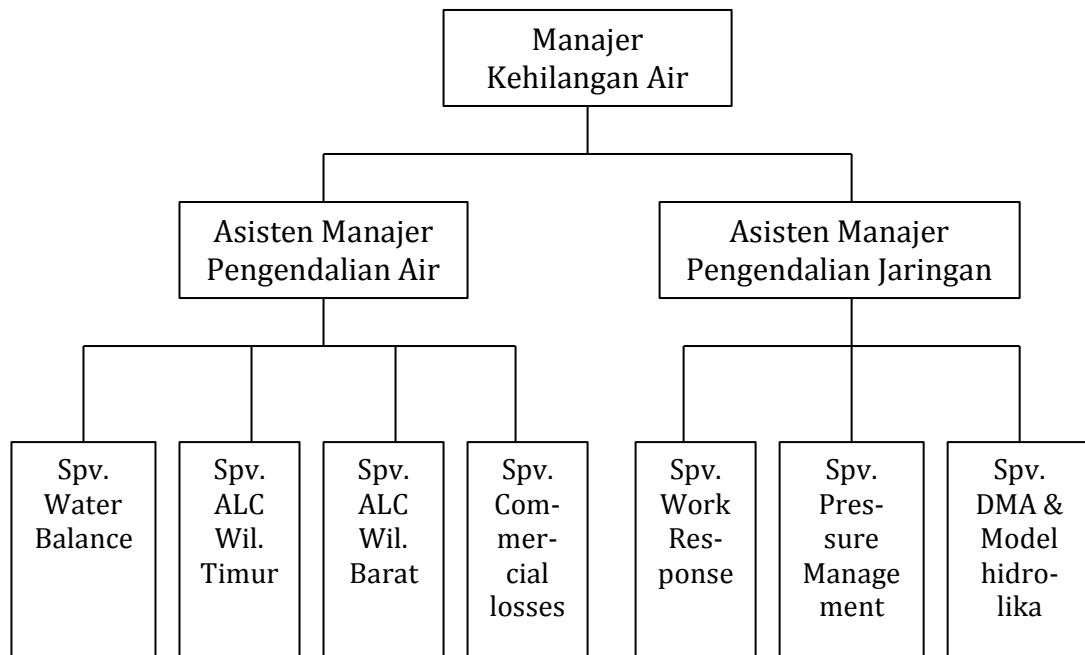 Manajer
Kehilangan Air
Asisten Manajer
Pengendalian Air
Asisten Manajer
Pengendalian Jaringan
Spv.
Water
Balance
Spv.
ALC
Wil.
Timur
Spv.
ALC
Wil.
Barat
Spv.
Com-
mer-
cial
losses
Spv.
Work
Res-
ponse
Spv.
Pres-
sure
Manage
ment
Spv.
DMA &
Model
hidro-
lika